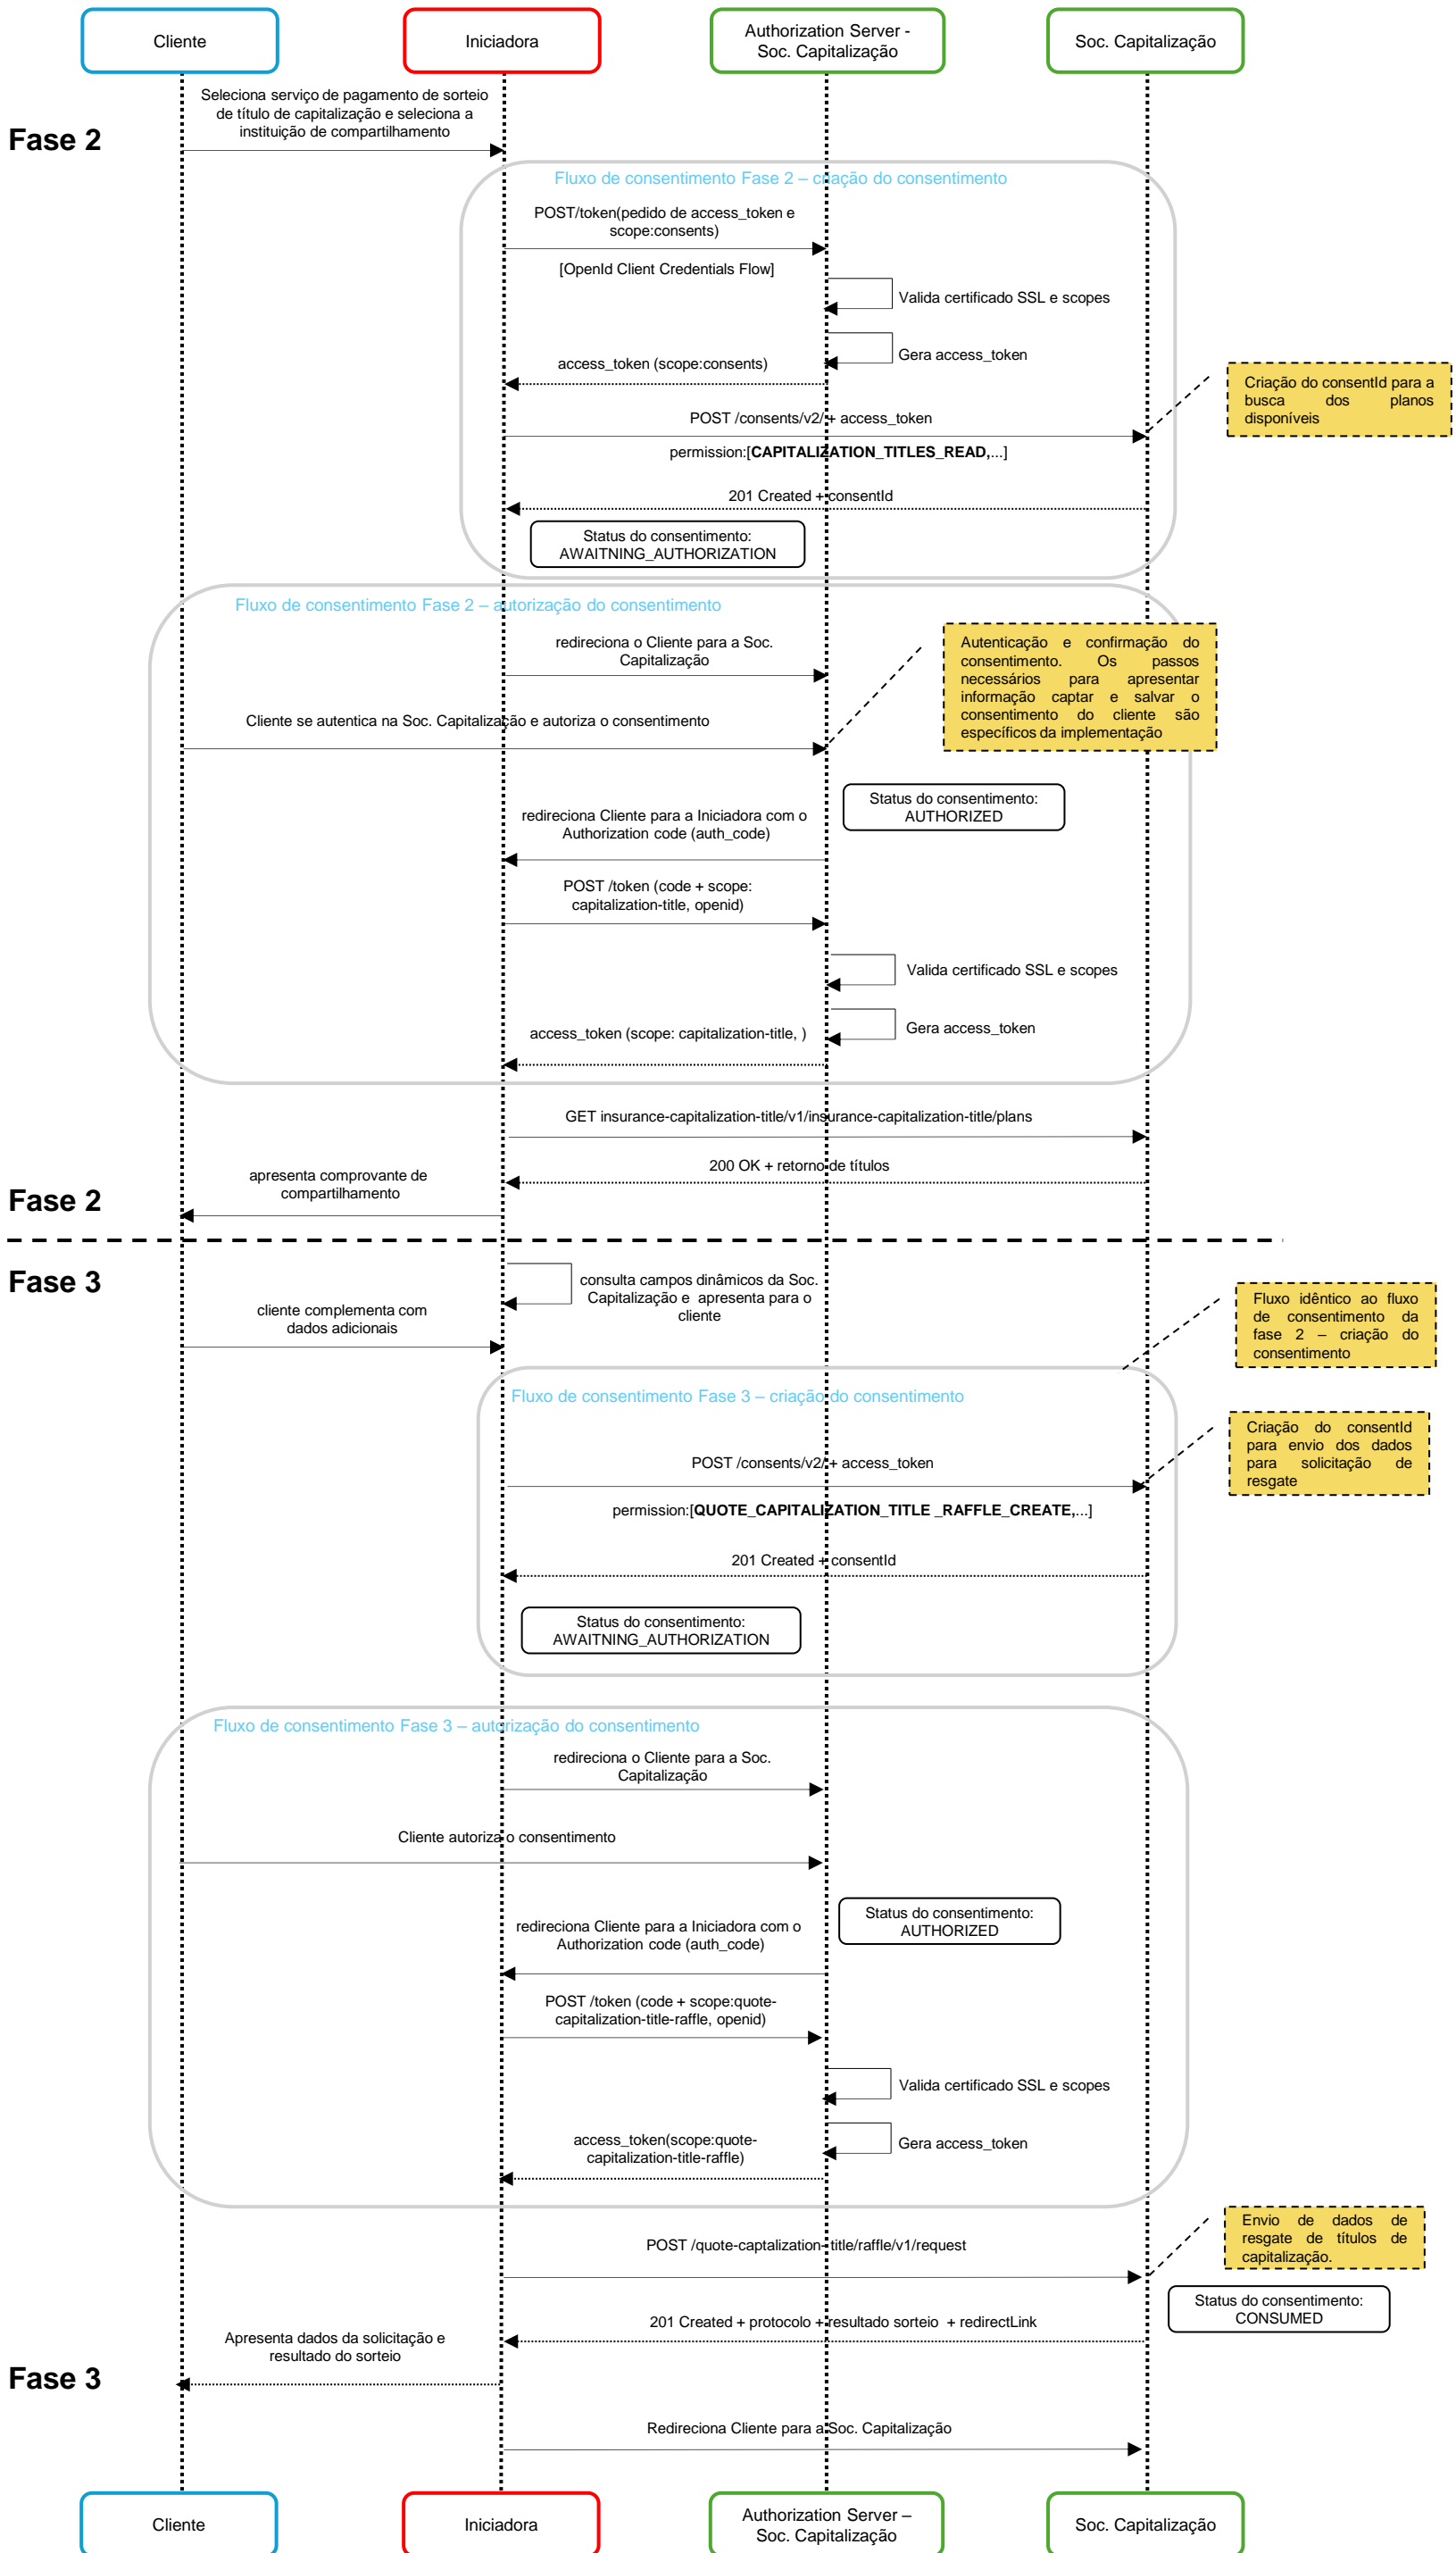 Cliente
Iniciadora
Authorization Server -
Soc. Capitalização
Soc. Capitalização
Seleciona serviço de pagamento de sorteio
de título de capitalização e seleciona a
instituição de compartilhamento
Fase 2
Fluxo de consentimento Fase 2 – criação do consentimento
POST/token(pedido de access_token e
scope:consents)
[OpenId Client Credentials Flow]
Valida certificado SSL e scopes
Gera access_token
access_token (scope:consents)
Criação do consentId para a
busca dos planos
disponíveis
POST /consents/v2/ + access_token
permission:[CAPITALIZATION_TITLES_READ,...]
201 Created + consentId
Status do consentimento:
AWAITNING_AUTHORIZATION
Fluxo de consentimento Fase 2 – autorização do consentimento
redireciona o Cliente para a Soc.
Capitalização
Autenticação e confirmação do
consentimento. Os passos
necessários para apresentar
informação captar e salvar o
consentimento do cliente são
específicos da implementação
Cliente se autentica na Soc. Capitalização e autoriza o consentimento
Status do consentimento:
AUTHORIZED
redireciona Cliente para a Iniciadora com o
Authorization code (auth_code)
POST /token (code + scope:
capitalization-title, openid)
Valida certificado SSL e scopes
Gera access_token
access_token (scope: capitalization-title, )
GET insurance-capitalization-title/v1/insurance-capitalization-title/plans
200 OK + retorno de títulos
apresenta comprovante de
compartilhamento
Fase 2
Fase 3
consulta campos dinâmicos da Soc.
Capitalização e apresenta para o
cliente
cliente complementa com
dados adicionais
Fluxo idêntico ao fluxo
de consentimento da
fase 2 – criação do
consentimento
Fluxo de consentimento Fase 3 – criação do consentimento
Criação do consentId
para envio dos dados
para solicitação de
resgate
POST /consents/v2/ + access_token
permission:[QUOTE_CAPITALIZATION_TITLE _RAFFLE_CREATE,...]
201 Created + consentId
Status do consentimento:
AWAITNING_AUTHORIZATION
Fluxo de consentimento Fase 3 – autorização do consentimento
redireciona o Cliente para a Soc.
Capitalização
Cliente autoriza o consentimento
Status do consentimento:
AUTHORIZED
redireciona Cliente para a Iniciadora com o
Authorization code (auth_code)
POST /token (code + scope:quote-
capitalization-title-raffle, openid)
Valida certificado SSL e scopes
Gera access_token
access_token(scope:quote-
capitalization-title-raffle)
Envio de dados de
resgate de títulos de
capitalização.
POST /quote-captalization- title/raffle/v1/request
Status do consentimento:
CONSUMED
201 Created + protocolo + resultado sorteio + redirectLink
Apresenta dados da solicitação e
resultado do sorteio
Fase 3
Redireciona Cliente para a Soc. Capitalização
Cliente
Iniciadora
Authorization Server –
Soc. Capitalização
Soc. Capitalização